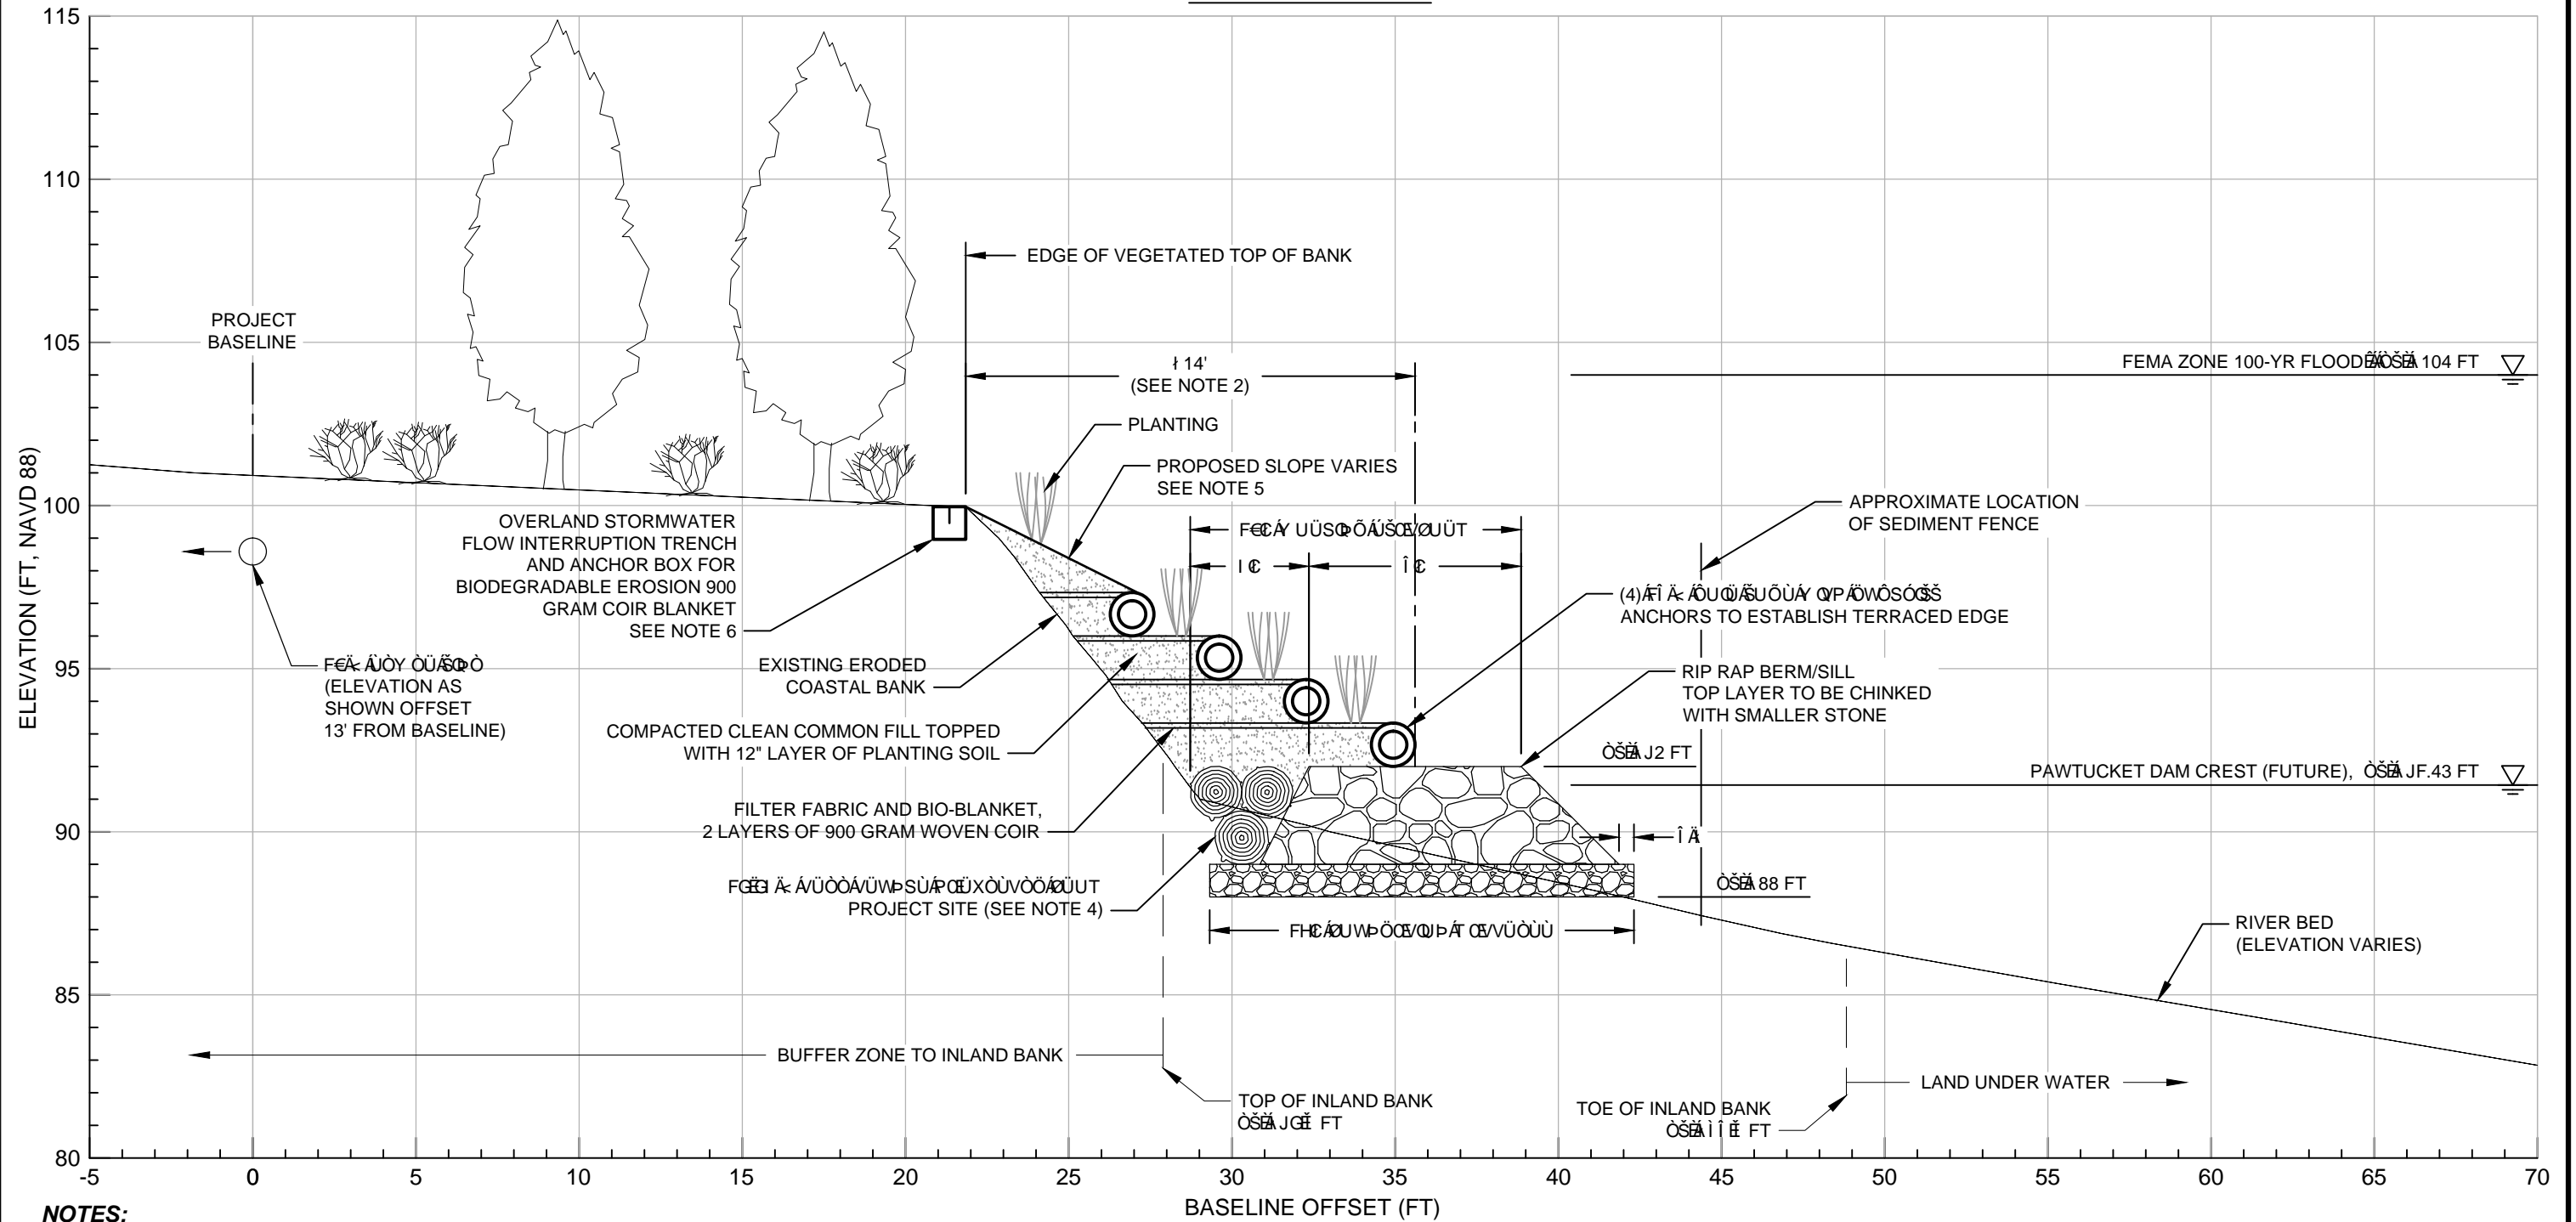 115
110
105
100
95
90
85
80
ELEVATION (FT, NAVD 88)
PROJECT
BASELINE
EDGE OF VEGETATED TOP OF BANK
14'
(SEE NOTE 2)
FEMA ZONE 100-YR FLOOD 104 FT
PLANTING
PROPOSED SLOPE VARIES
SEE NOTE 5
APPROXIMATE LOCATION
OF SEDIMENT FENCE
OVERLAND STORMWATER
FLOW INTERRUPTION TRENCH
AND ANCHOR BOX FOR
BIODEGRADABLE EROSION 900
GRAM COIR BLANKET
SEE NOTE 6
(4)
ANCHORS TO ESTABLISH TERRACED EDGE
(ELEVATION AS
SHOWN OFFSET
13' FROM BASELINE)
EXISTING ERODED
COASTAL BANK
RIP RAP BERM/SILL
TOP LAYER TO BE CHINKED
WITH SMALLER STONE
COMPACTED CLEAN COMMON FILL TOPPED
WITH 12" LAYER OF PLANTING SOIL
2 FT
PAWTUCKET DAM CREST (FUTURE), .43 FT
FILTER FABRIC AND BIO-BLANKET,
2 LAYERS OF 900 GRAM WOVEN COIR
88 FT
PROJECT SITE (SEE NOTE 4)
RIVER BED
(ELEVATION VARIES)
BUFFER ZONE TO INLAND BANK
LAND UNDER WATER
TOP OF INLAND BANK
FT
TOE OF INLAND BANK
FT
-5 0 5 10 15 20 25 30 35 40 45 50 55 60 65 70
BASELINE OFFSET (FT)
NOTES: